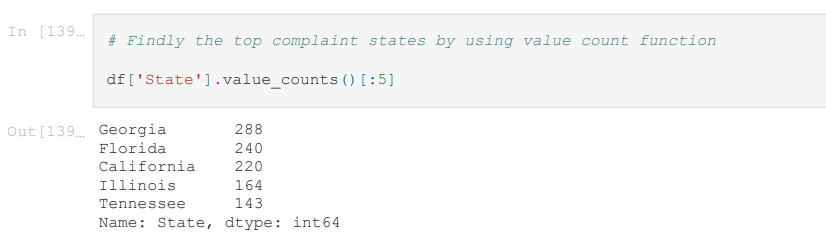 In [139…
# Findly the top complaint states by using value count function
df['State'].value_counts()[:5]
Out[139…
Georgia 288
Florida 240
California 220
Illinois 164
Tennessee 143
Name: State, dtype: int64